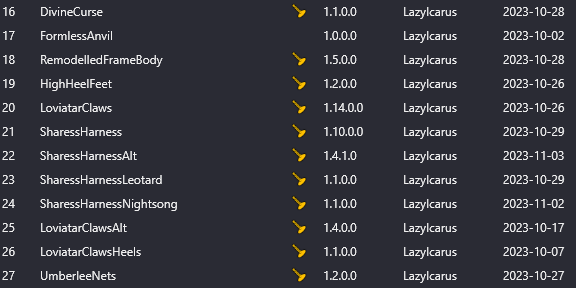 16 DivineCurse 1.1.0.0 LazyIcarus 2023-10-28
17 FormlessAnvil 1.0.0.0 LazyIcarus 2023-10-02
18 RemodelledFrameBody 1.5.0.0 LazyIcarus 2023-10-28
19 HighHeelFeet 1.2.0.0 LazyIcarus 2023-10-26
20 LoviatarClaws 1.14.0.0 LazyIcarus 2023-10-26
21 SharessHarness 1.10.0.0 LazyIcarus 2023-10-29
22 SharessHarnessAlt 1.4.1.0 LazyIcarus 2023-11-03
23 SharessHarnessLeotard 1.1.0.0 LazyIcarus 2023-10-29
24 SharessHarnessNightsong 1.1.0.0 LazyIcarus 2023-11-02
25 LoviatarClawsAlt 1.4.0.0 LazyIcarus 2023-10-17
26 LoviatarClawsHeels 1.1.0.0 LazyIcarus 2023-10-07
27 UmberleeNets 1.2.0.0 LazyIcarus 2023-10-27